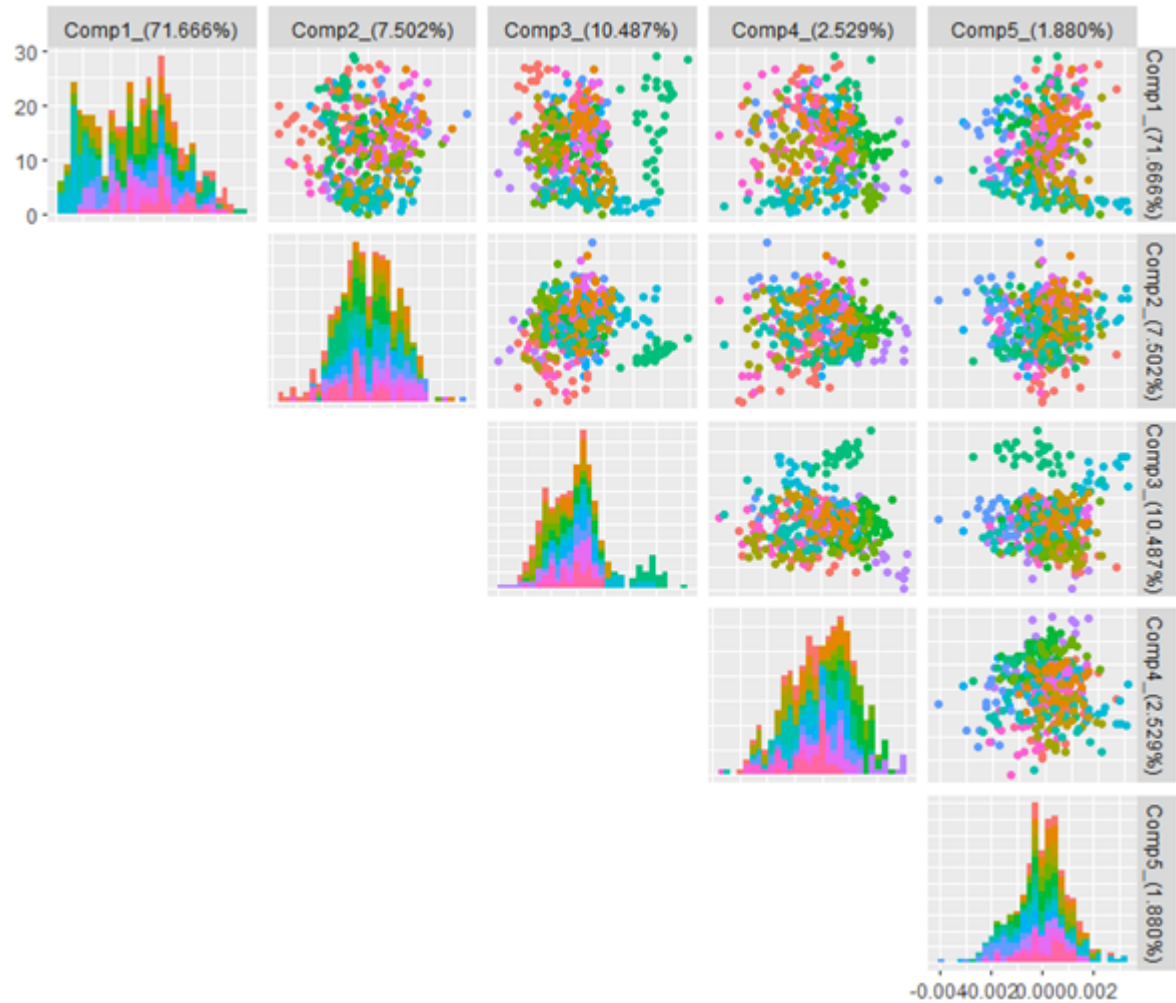 Comp1_(71.666%) Comp2_(7.502%) Comp3_(10.487%) Comp4_(2.529%) Comp5_(1.880%)
30
20
10
0
Comp1_(71.666%)
Comp2_(7.502%)
Comp3_(10.487%)
Comp4_(2.529%)
Comp5_(1.880%)
-0.0040.0020.0000.002